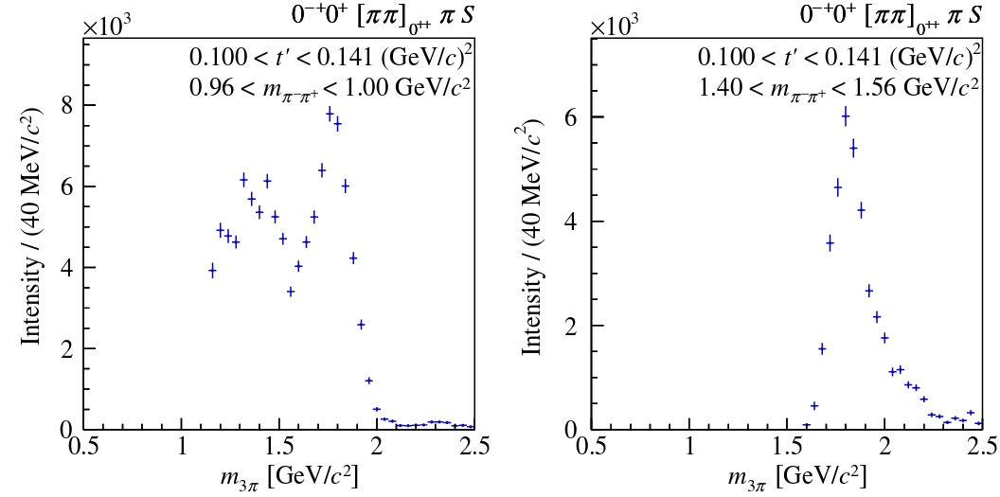 ×10³ 0⁻⁺0⁺ [ππ]₀₊₊ π S
0.100 < t′ < 0.141 (GeV/c)²
0.96 < m_π⁻π⁺ < 1.00 GeV/c²
Intensity / (40 MeV/c²)
8
6
4
2
0
0.5 1 1.5 2 2.5
m₃π [GeV/c²]
×10³ 0⁻⁺0⁺ [ππ]₀₊₊ π S
0.100 < t′ < 0.141 (GeV/c)²
1.40 < m_π⁻π⁺ < 1.56 GeV/c²
Intensity / (40 MeV/c²)
6
4
2
0
0.5 1 1.5 2 2.5
m₃π [GeV/c²]